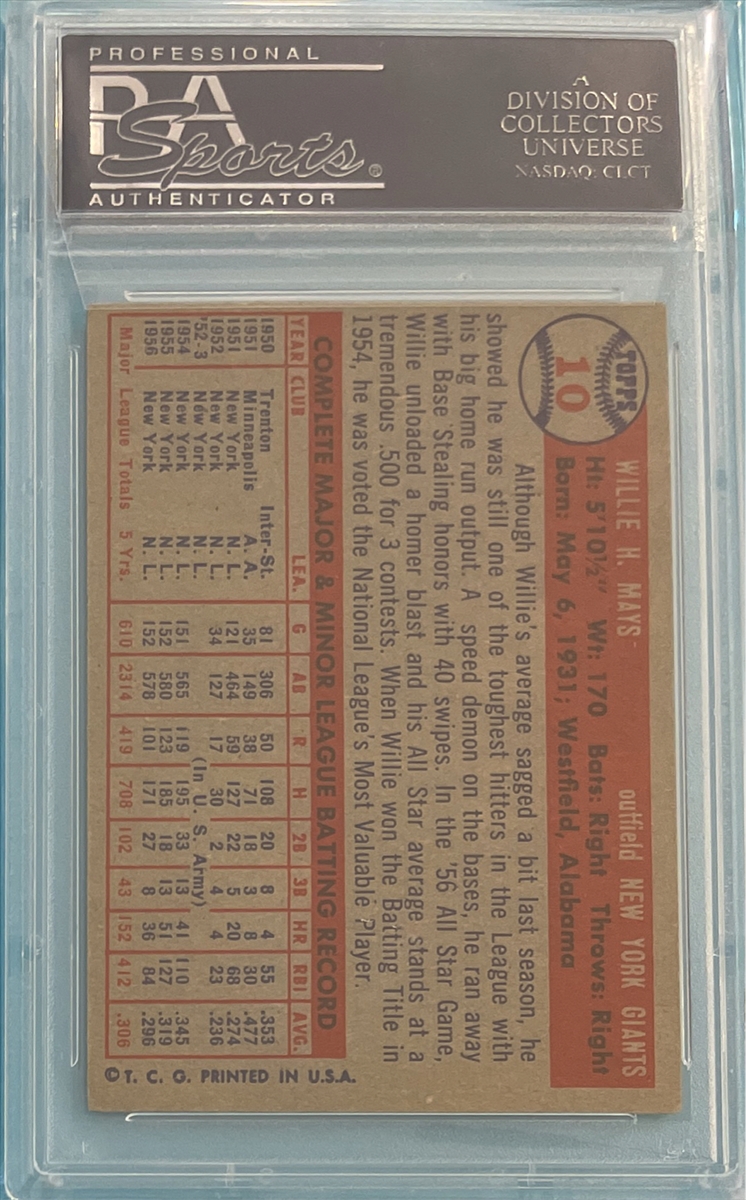 PROFESSIONAL
PSA
Sports®
AUTHENTICATOR
A
DIVISION OF
COLLECTORS
UNIVERSE
NASDAQ: CLCT
TOPPS
10
WILLIE H. MAYS outfield NEW YORK GIANTS
Ht: 5'10½" Wt: 170 Bats: Right Throws: Right
Born: May 6, 1931; Westfield, Alabama
Although Willie's average sagged a bit last season, he
showed he was still one of the toughest hitters in the League with
his big home run output. A speed demon on the bases, he ran away
with Base Stealing honors with 40 swipes. In the '56 All Star Game,
Willie unloaded a homer blast and his All Star average stands at a
tremendous .500 for 3 contests. When Willie won the Batting Title in
1954, he was voted the National League's Most Valuable Player.
COMPLETE MAJOR & MINOR LEAGUE BATTING RECORD
YEAR CLUB LEA. G AB R H 2B 3B HR RBI AVG.
1950 Trenton Inter-St. 81 306 50 108 20 8 4 55 .353
1951 Minneapolis A. A. 35 149 38 71 18 3 8 30 .477
1951 New York N. L. 121 464 59 127 22 5 20 68 .274
1952 New York N. L. 34 127 17 30 2 4 4 23 .236
'52-3 New York N. L. (In U. S. Army)
1954 New York N. L. 151 565 119 195 33 13 41 110 .345
1955 New York N. L. 152 580 123 185 18 13 51 127 .319
1956 New York N. L. 152 578 101 171 27 8 36 84 .296
Major League Totals 5 Yrs. 610 2314 419 708 102 43 152 412 .306
© T. C. G. PRINTED IN U.S.A.